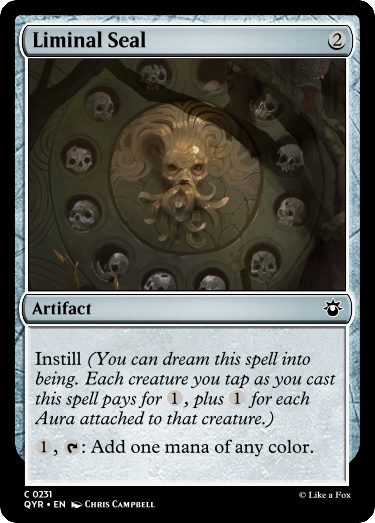 Liminal Seal 2
Artifact
Instill (You can dream this spell into
being. Each creature you tap as you cast
this spell pays for 1, plus 1 for each
Aura attached to that creature.)
1, T: Add one mana of any color.
C 0231
QYR • EN Chris Campbell
© Like a Fox